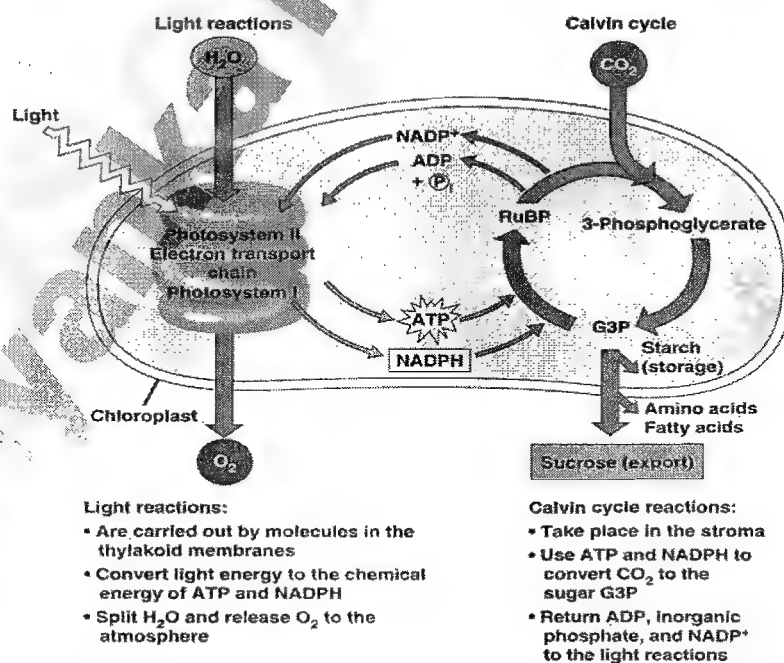 Light reactions
Calvin cycle
H₂O
CO₂
Light
NADP⁺
ADP
+ Pᵢ
RuBP
3-Phosphoglycerate
Photosystem II
Electron transport
chain
Photosystem I
ATP
NADPH
G3P
Starch
(storage)
Amino acids
Fatty acids
Chloroplast
O₂
Sucrose (export)
Light reactions:
• Are carried out by molecules in the
thylakoid membranes
• Convert light energy to the chemical
energy of ATP and NADPH
• Split H₂O and release O₂ to the
atmosphere
Calvin cycle reactions:
• Take place in the stroma
• Use ATP and NADPH to
convert CO₂ to the
sugar G3P
• Return ADP, inorganic
phosphate, and NADP⁺
to the light reactions